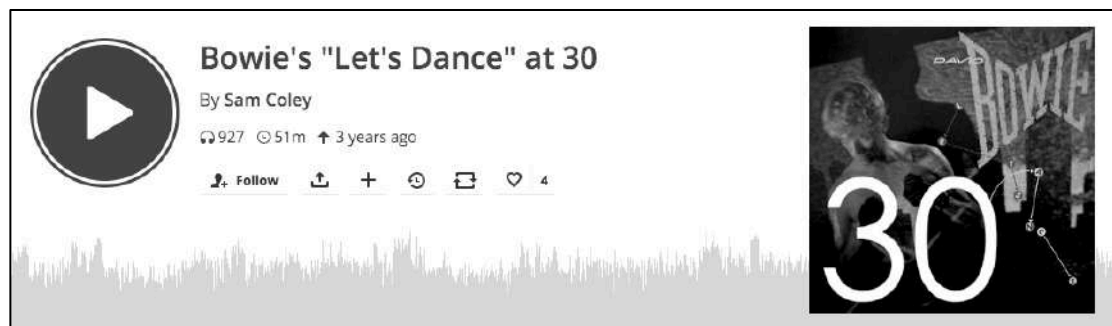 Bowie's "Let's Dance" at 30
By Sam Coley
927 51m 3 years ago
Follow 4
DAVID
BOWIE
30